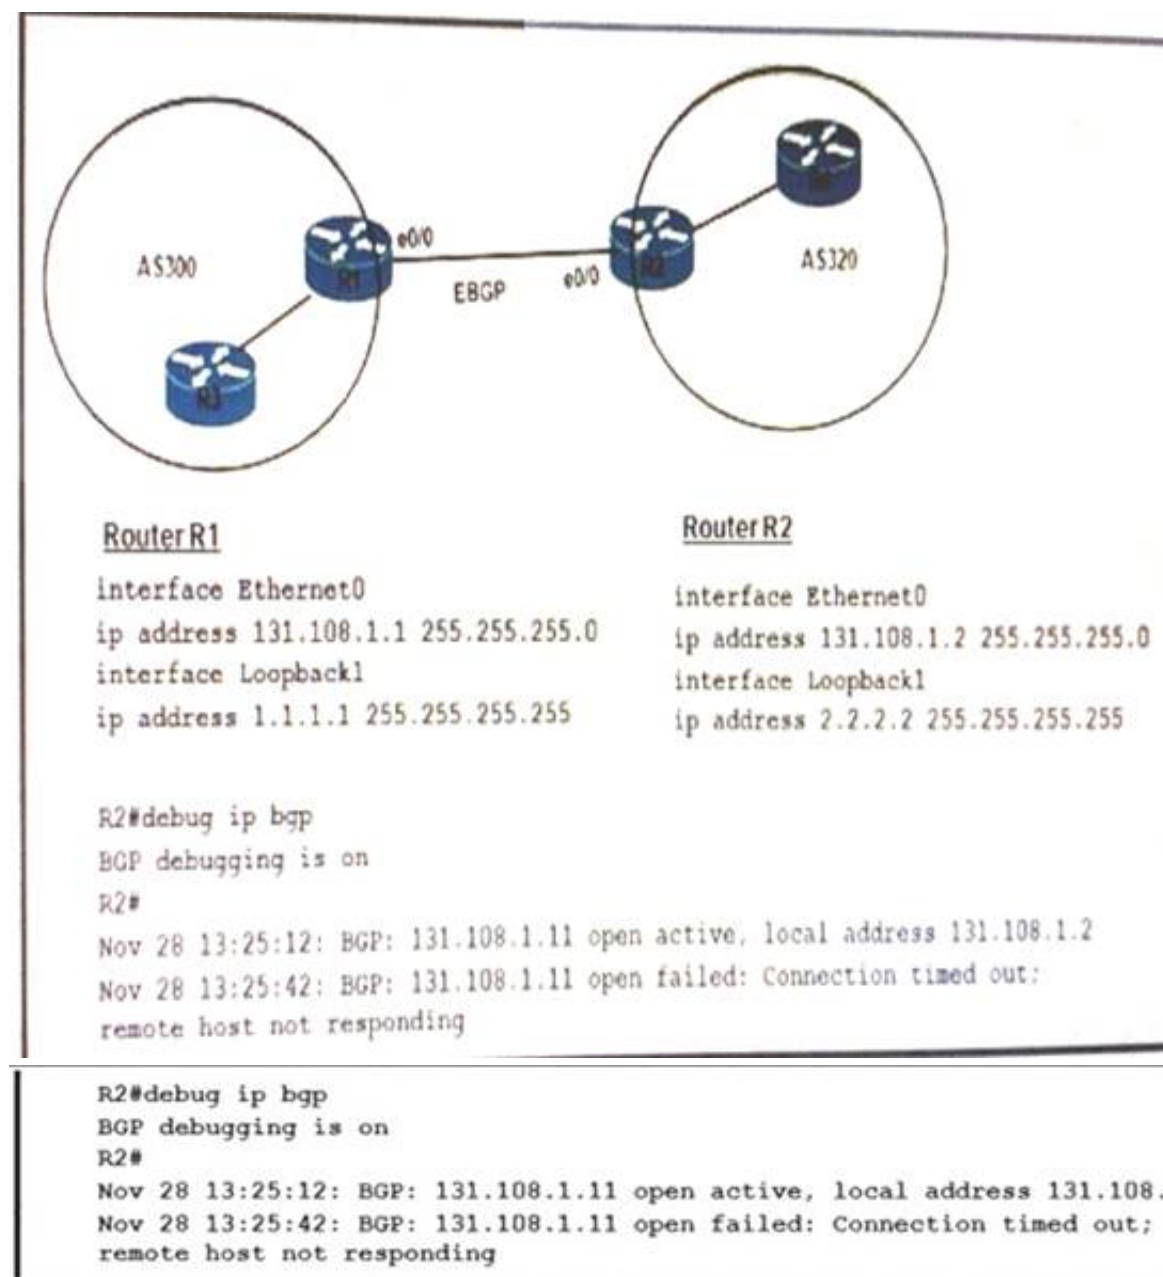 AS300
R1
e0/0
EBGP
e0/0
R2
AS320
R3
Router R1
interface Ethernet0
ip address 131.108.1.1 255.255.255.0
interface Loopback1
ip address 1.1.1.1 255.255.255.255
Router R2
interface Ethernet0
ip address 131.108.1.2 255.255.255.0
interface Loopback1
ip address 2.2.2.2 255.255.255.255
R2#debug ip bgp
BGP debugging is on
R2#
Nov 28 13:25:12: BGP: 131.108.1.11 open active, local address 131.108.1.2
Nov 28 13:25:42: BGP: 131.108.1.11 open failed: Connection timed out;
remote host not responding
R2#debug ip bgp
BGP debugging is on
R2#
Nov 28 13:25:12: BGP: 131.108.1.11 open active, local address 131.108.
Nov 28 13:25:42: BGP: 131.108.1.11 open failed: Connection timed out;
remote host not responding